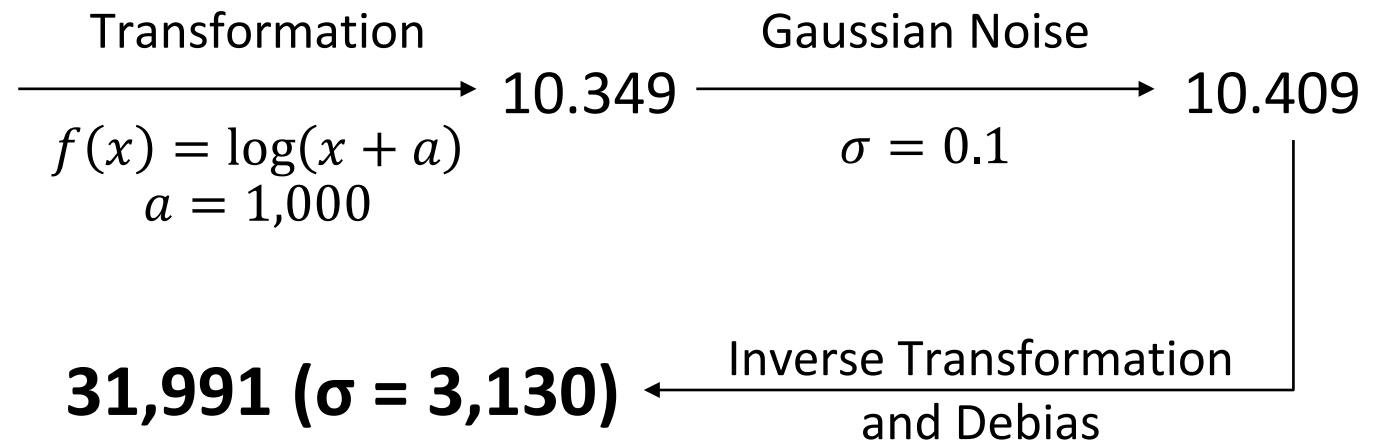 Transformation
10.349
f(x) = log(x + a)
a = 1,000
Gaussian Noise
10.409
σ = 0.1
Inverse Transformation
and Debias
31,991 (σ = 3,130)